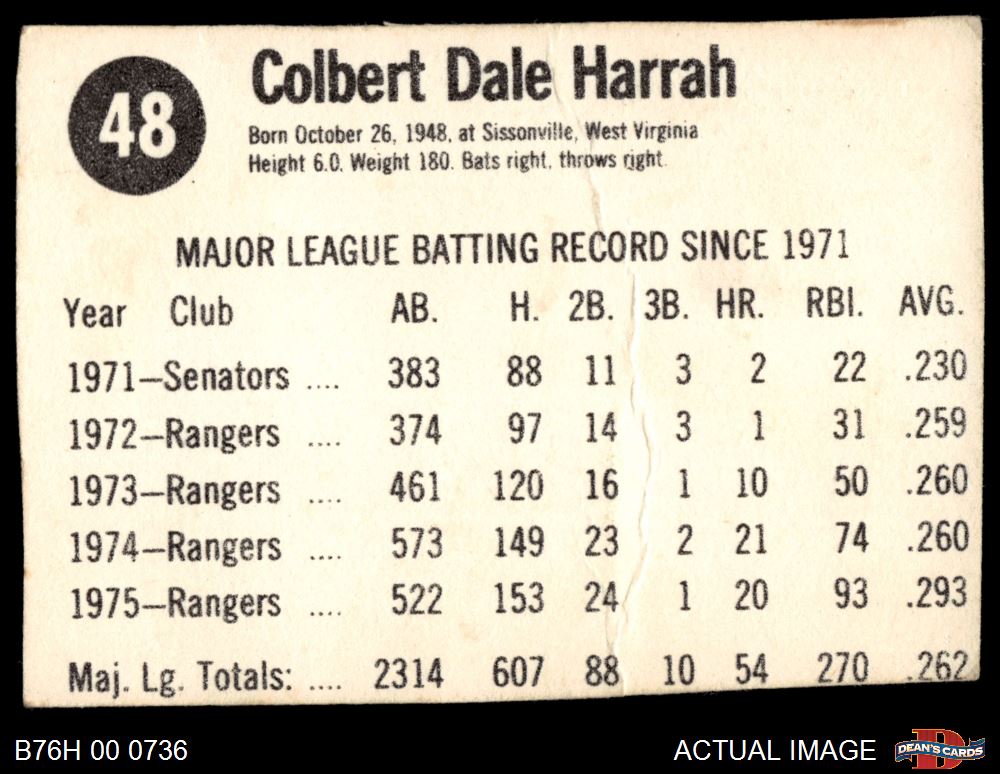 48
Colbert Dale Harrah
Born October 26, 1948, at Sissonville, West Virginia
Height 6.0. Weight 180. Bats right, throws right.
MAJOR LEAGUE BATTING RECORD SINCE 1971
Year Club AB. H. 2B. 3B. HR. RBI. AVG.
1971—Senators .... 383 88 11 3 2 22 .230
1972—Rangers .... 374 97 14 3 1 31 .259
1973—Rangers .... 461 120 16 1 10 50 .260
1974—Rangers .... 573 149 23 2 21 74 .260
1975—Rangers .... 522 153 24 1 20 93 .293
Maj. Lg. Totals: .... 2314 607 88 10 54 270 .262
B76H 00 0736
ACTUAL IMAGE
D
DEAN'S CARDS